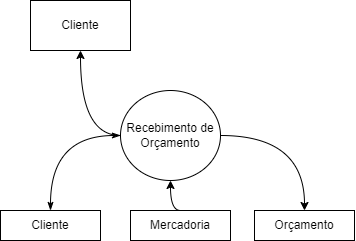 Cliente
Recebimento de
Orçamento
Cliente
Mercadoria
Orçamento